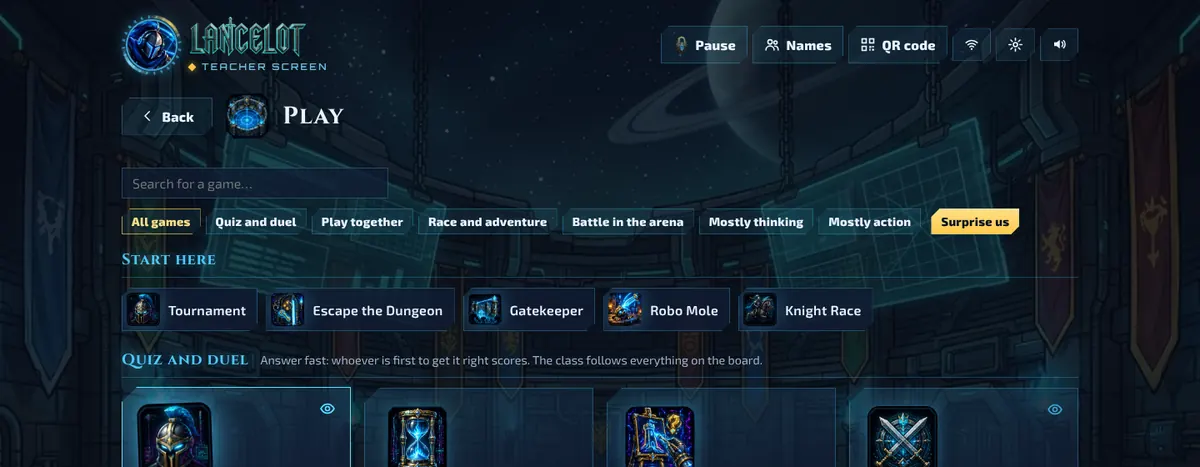 LANCELOT
TEACHER SCREEN
Pause
Names
QR code
Back
Play
Search for a game…
All games
Quiz and duel
Play together
Race and adventure
Battle in the arena
Mostly thinking
Mostly action
Surprise us
Start here
Tournament
Escape the Dungeon
Gatekeeper
Robo Mole
Knight Race
Quiz and duel
Answer fast: whoever is first to get it right scores. The class follows everything on the board.